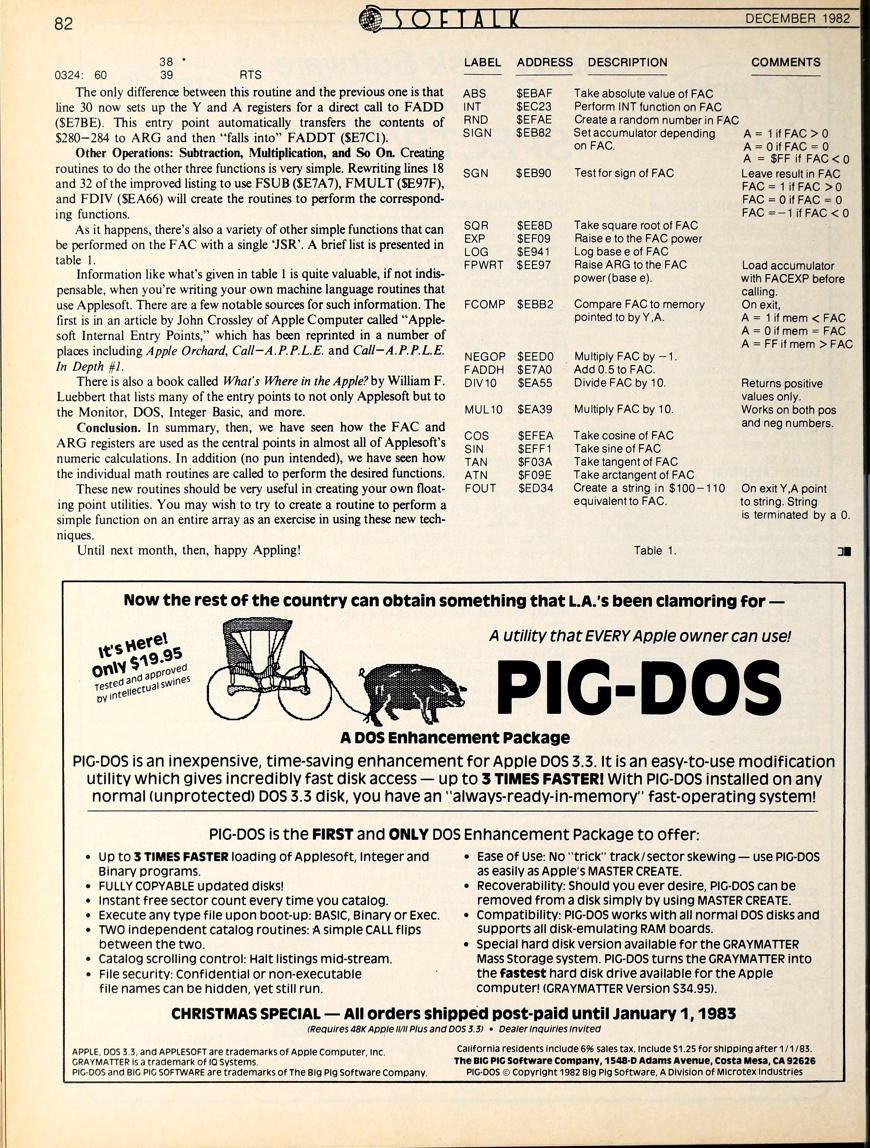 82
SOFTALK
DECEMBER 1982
38 *
0324: 60 39 RTS
The only difference between this routine and the previous one is that
line 30 now sets up the Y and A registers for a direct call to FADD
($E7BE). This entry point automatically transfers the contents of
$280–284 to ARG and then "falls into" FADDT ($E7C1).
Other Operations: Subtraction, Multiplication, and So On. Creating
routines to do the other three functions is very simple. Rewriting lines 18
and 32 of the improved listing to use FSUB ($E7A7), FMULT ($E97F),
and FDIV ($EA66) will create the routines to perform the correspond-
ing functions.
As it happens, there's also a variety of other simple functions that can
be performed on the FAC with a single 'JSR'. A brief list is presented in
table 1.
Information like what's given in table 1 is quite valuable, if not indis-
pensable, when you're writing your own machine language routines that
use Applesoft. There are a few notable sources for such information. The
first is in an article by John Crossley of Apple Computer called "Apple-
soft Internal Entry Points," which has been reprinted in a number of
places including Apple Orchard, Call—A.P.P.L.E. and Call—A.P.P.L.E.
In Depth #1.
There is also a book called What's Where in the Apple? by William F.
Luebbert that lists many of the entry points to not only Applesoft but to
the Monitor, DOS, Integer Basic, and more.
Conclusion. In summary, then, we have seen how the FAC and
ARG registers are used as the central points in almost all of Applesoft's
numeric calculations. In addition (no pun intended), we have seen how
the individual math routines are called to perform the desired functions.
These new routines should be very useful in creating your own float-
ing point utilities. You may wish to try to create a routine to perform a
simple function on an entire array as an exercise in using these new tech-
niques.
Until next month, then, happy Appling!
LABEL ADDRESS DESCRIPTION COMMENTS
ABS $EBAF Take absolute value of FAC
INT $EC23 Perform INT function on FAC
RND $EFAE Create a random number in FAC
SIGN $EB82 Set accumulator depending A = 1 if FAC > 0
on FAC. A = 0 if FAC = 0
A = $FF if FAC < 0
SGN $EB90 Test for sign of FAC Leave result in FAC
FAC = 1 if FAC > 0
FAC = 0 if FAC = 0
FAC = −1 if FAC < 0
SQR $EE8D Take square root of FAC
EXP $EF09 Raise e to the FAC power
LOG $E941 Log base e of FAC
FPWRT $EE97 Raise ARG to the FAC Load accumulator
power (base e). with FACEXP before
calling.
FCOMP $EBB2 Compare FAC to memory On exit,
pointed to by Y,A. A = 1 if mem < FAC
A = 0 if mem = FAC
A = FF if mem > FAC
NEGOP $EED0 Multiply FAC by −1.
FADDH $E7A0 Add 0.5 to FAC.
DIV10 $EA55 Divide FAC by 10. Returns positive
values only.
MUL10 $EA39 Multiply FAC by 10. Works on both pos
and neg numbers.
COS $EFEA Take cosine of FAC
SIN $EFF1 Take sine of FAC
TAN $F03A Take tangent of FAC
ATN $F09E Take arctangent of FAC
FOUT $ED34 Create a string in $100–110 On exit Y,A point
equivalent to FAC. to string. String
is terminated by a 0.
Table 1.
Now the rest of the country can obtain something that L.A.'s been clamoring for —
It's Here!
Only $19.95
Tested and approved
by intellectual swines
A utility that EVERY Apple owner can use!
PIG-DOS
A DOS Enhancement Package
PIG-DOS is an inexpensive, time-saving enhancement for Apple DOS 3.3. It is an easy-to-use modification
utility which gives incredibly fast disk access — up to 3 TIMES FASTER! With PIG-DOS installed on any
normal (unprotected) DOS 3.3 disk, you have an "always-ready-in-memory" fast-operating system!
PIG-DOS is the FIRST and ONLY DOS Enhancement Package to offer:
• Up to 3 TIMES FASTER loading of Applesoft, Integer and
Binary programs.
• FULLY COPYABLE updated disks!
• Instant free sector count every time you catalog.
• Execute any type file upon boot-up: BASIC, Binary or Exec.
• TWO independent catalog routines: A simple CALL flips
between the two.
• Catalog scrolling control: Halt listings mid-stream.
• File security: Confidential or non-executable
file names can be hidden, yet still run.
• Ease of Use: No "trick" track/sector skewing — use PIG-DOS
as easily as Apple's MASTER CREATE.
• Recoverability: Should you ever desire, PIG-DOS can be
removed from a disk simply by using MASTER CREATE.
• Compatibility: PIG-DOS works with all normal DOS disks and
supports all disk-emulating RAM boards.
• Special hard disk version available for the GRAYMATTER
Mass Storage system. PIG-DOS turns the GRAYMATTER into
the fastest hard disk drive available for the Apple
computer! (GRAYMATTER Version $34.95).
CHRISTMAS SPECIAL — All orders shipped post-paid until January 1, 1983
(Requires 48K Apple II/II Plus and DOS 3.3) • Dealer Inquiries Invited
APPLE, DOS 3.3, and APPLESOFT are trademarks of Apple Computer, Inc.
GRAYMATTER is a trademark of IQ Systems.
PIG-DOS and BIG PIG SOFTWARE are trademarks of The Big Pig Software Company.
California residents include 6% sales tax. Include $1.25 for shipping after 1/1/83.
The BIG PIG Software Company, 1548-D Adams Avenue, Costa Mesa, CA 92626
PIG-DOS © Copyright 1982 Big Pig Software, A Division of Microtex Industries